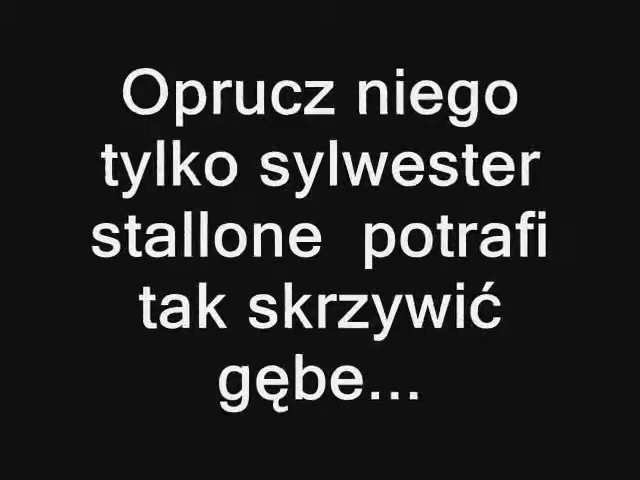 Oprucz niego
tylko sylwester
stallone  potrafi
tak skrzywić
gębe...